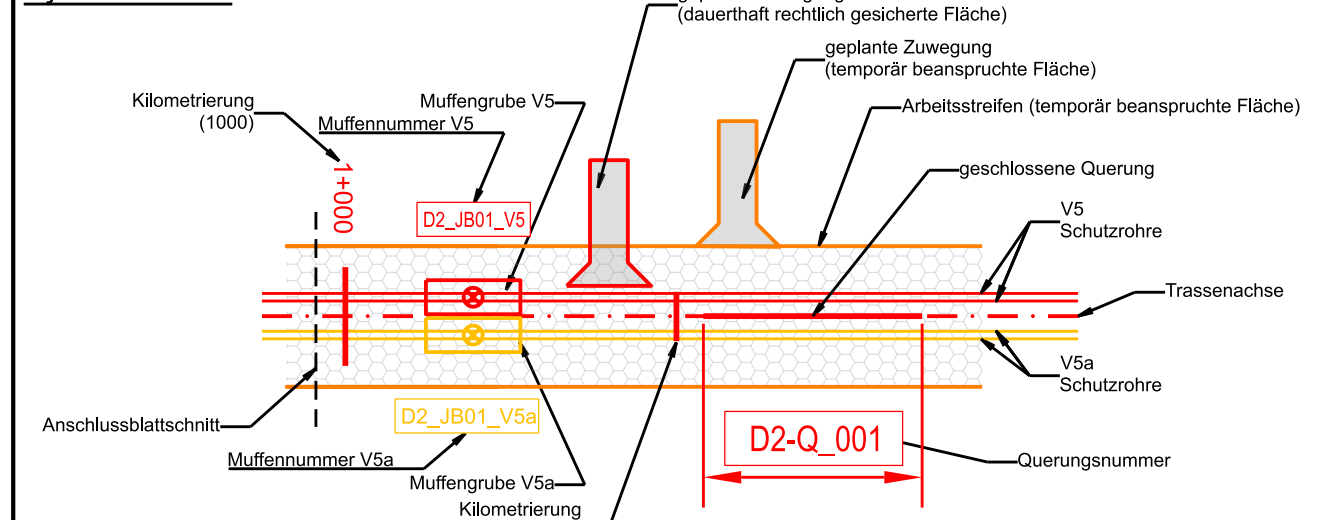 (dauerthaft rechtlich gesicherte Fläche)
geplante Zuwegung
(temporär beanspruchte Fläche)
Kilometrierung
(1000)
Muffengrube V5
Arbeitsstreifen (temporär beanspruchte Fläche)
Muffennummer V5
geschlossene Querung
1+000
D2_JB01_V5
V5
Schutzrohre
Trassenachse
V5a
Schutzrohre
D2_JB01_V5a
Anschlussblattschnitt
D2-Q_001
Muffennummer V5a
Querungsnummer
Muffengrube V5a
Kilometrierung